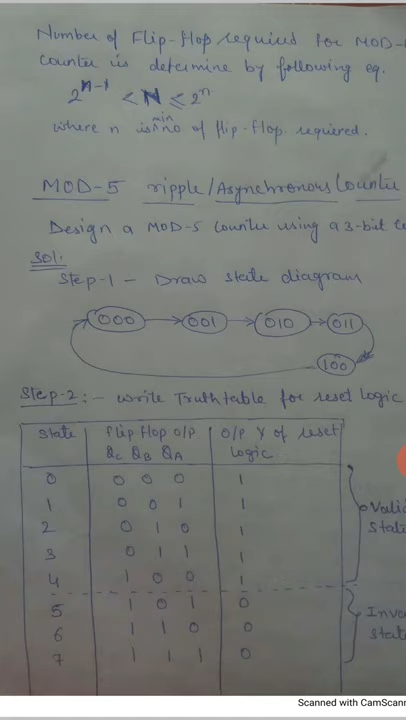 Number of Flip-flop required for MOD-
Counter is determine by following eq.
2^n-1 < N ≤ 2^n
where n is min no of flip-flop required.
MOD-5 ripple/Asynchronous Counte
Design a MOD-5 Counter using a 3-bit
Sol.
Step-1 - Draw state diagram
000 001 010 011
100
Step-2:- write Truth table for reset logic
State Flip Flop O/P O/P Y of reset
QC QB QA logic
0 0 0 0 1
1 0 0 1 1
2 0 1 0 1
3 0 1 1 1
4 1 0 0 1
Valid
State
5 1 0 1 0
6 1 1 0 0
7 1 1 1 0
Inva
state
Scanned with CamScann